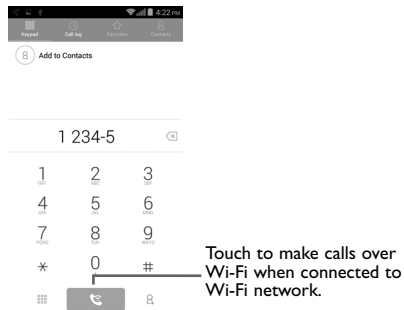 4:22 PM
Keypad Call log Favorites Contacts
Add to Contacts
1 234-5
1 2 3
ABC DEF
4 5 6
GHI JKL MNO
7 8 9
PQRS TUV WXYZ
* 0 #
Touch to make calls over
Wi-Fi when connected to
Wi-Fi network.